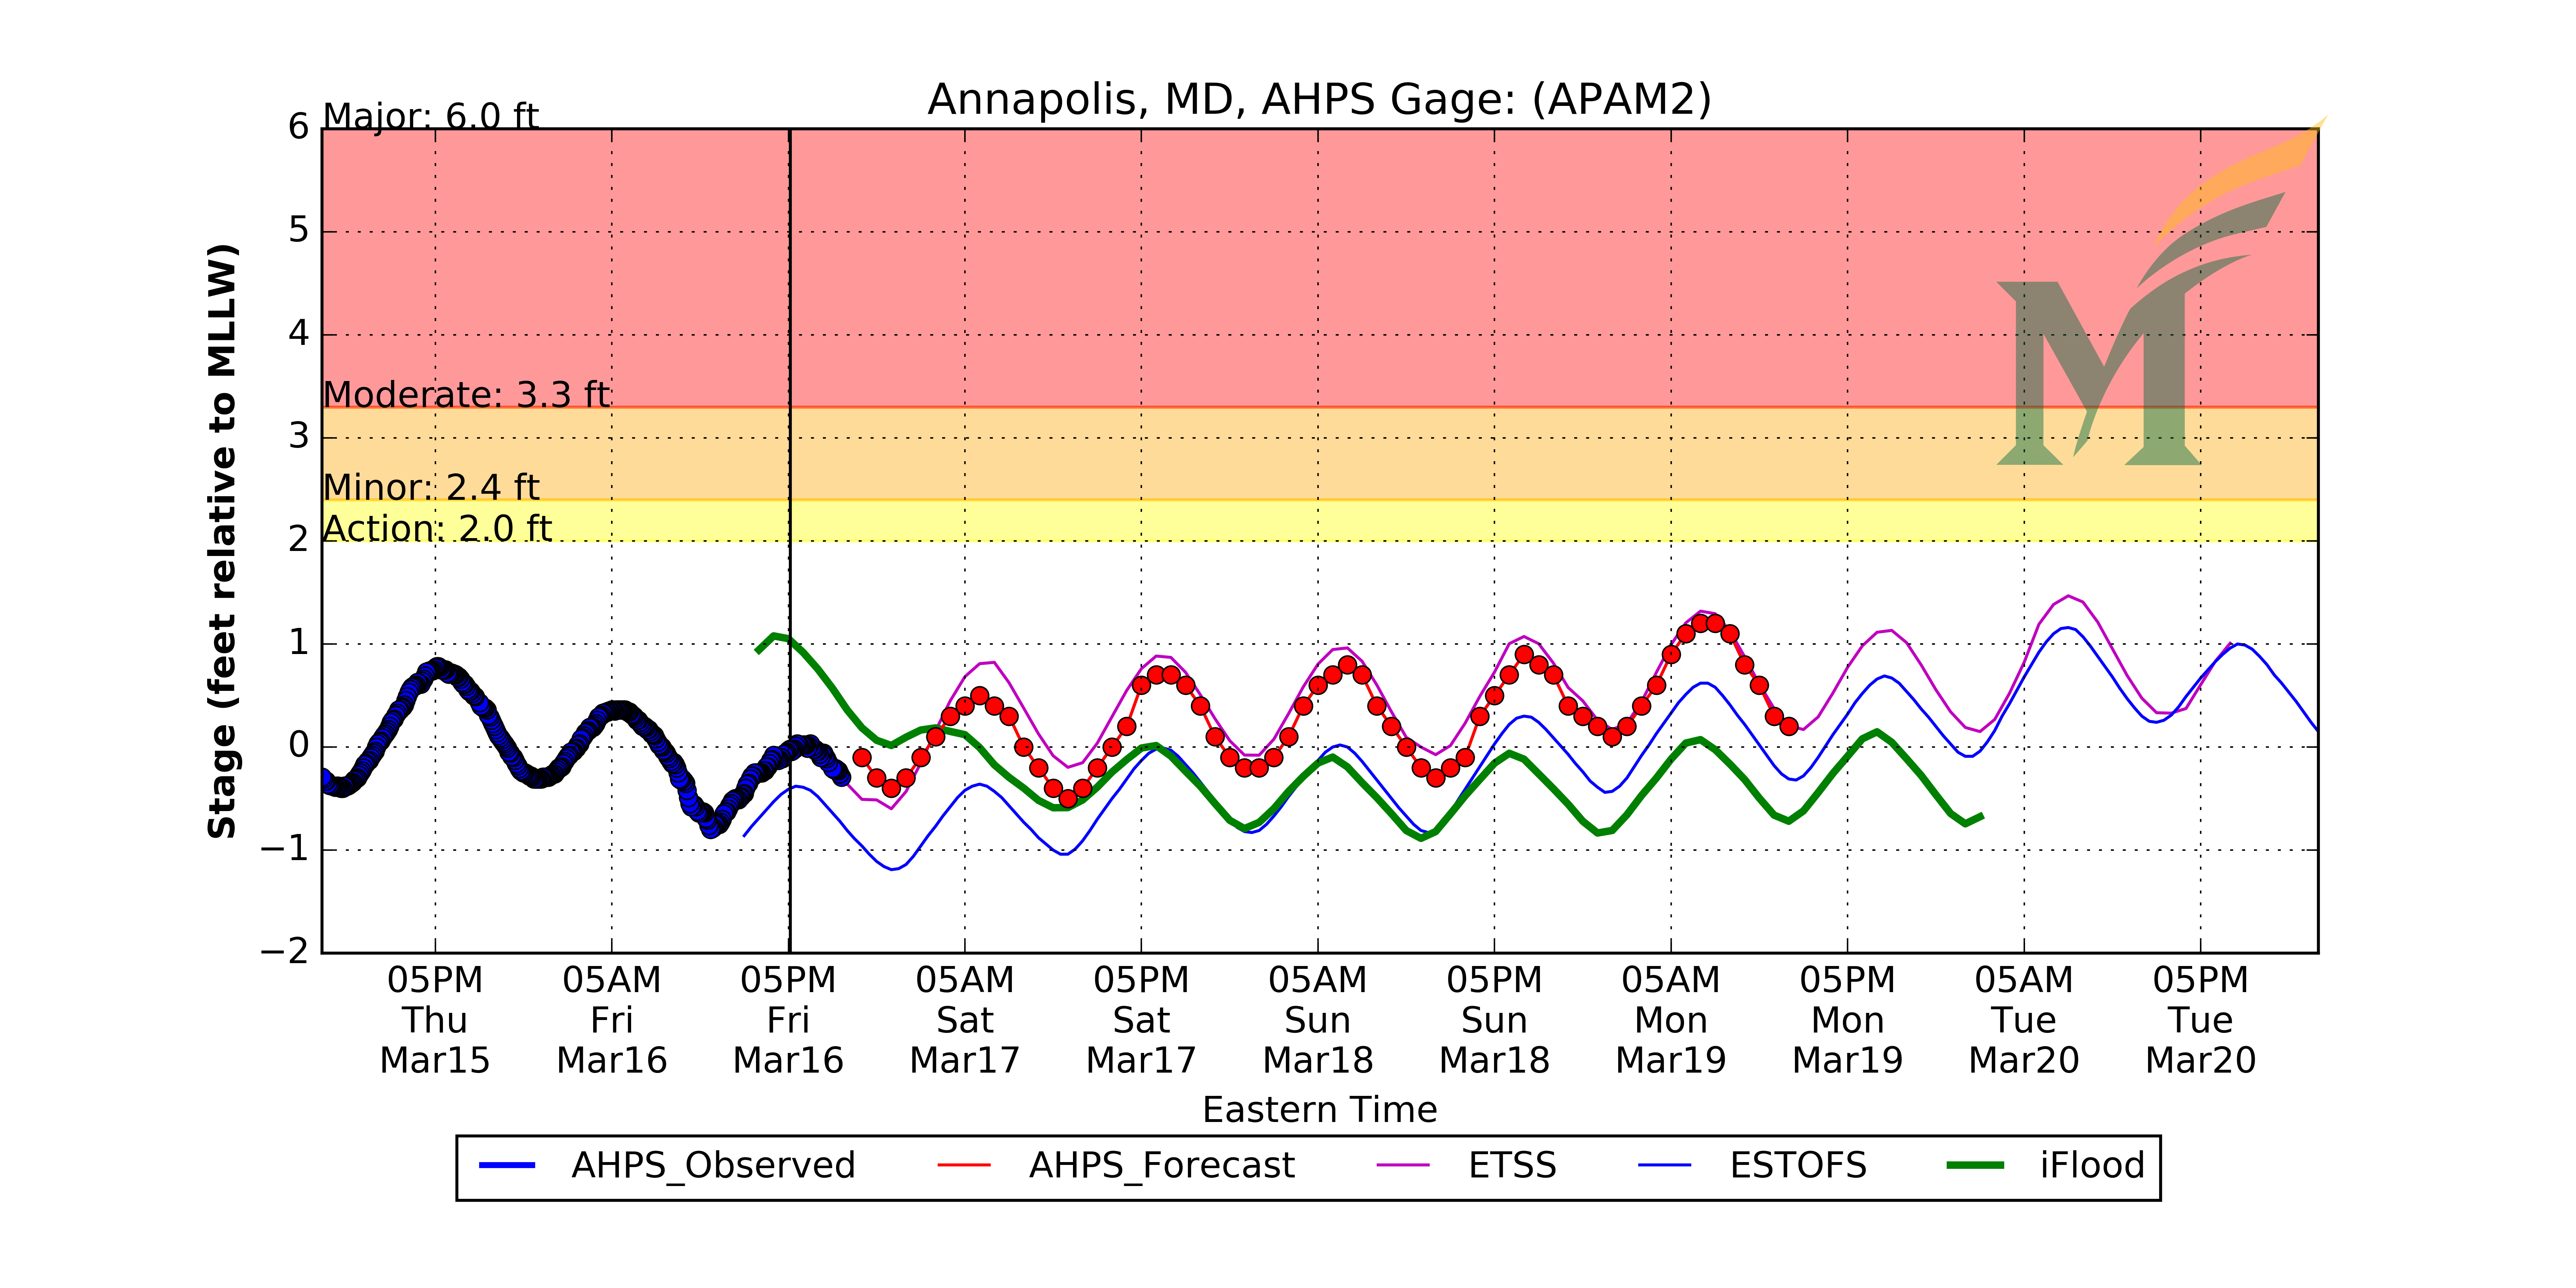 Annapolis, MD, AHPS Gage: (APAM2)
Major: 6.0 ft
Moderate: 3.3 ft
Minor: 2.4 ft
Action: 2.0 ft
Stage (feet relative to MLLW)
6
5
4
3
2
1
0
−1
−2
05PM 05AM 05PM 05AM 05PM 05AM 05PM 05AM 05PM 05AM 05PM
Thu Fri Fri Sat Sat Sun Sun Mon Mon Tue Tue
Mar15 Mar16 Mar16 Mar17 Mar17 Mar18 Mar18 Mar19 Mar19 Mar20 Mar20
Eastern Time
AHPS_Observed AHPS_Forecast ETSS ESTOFS iFlood
M